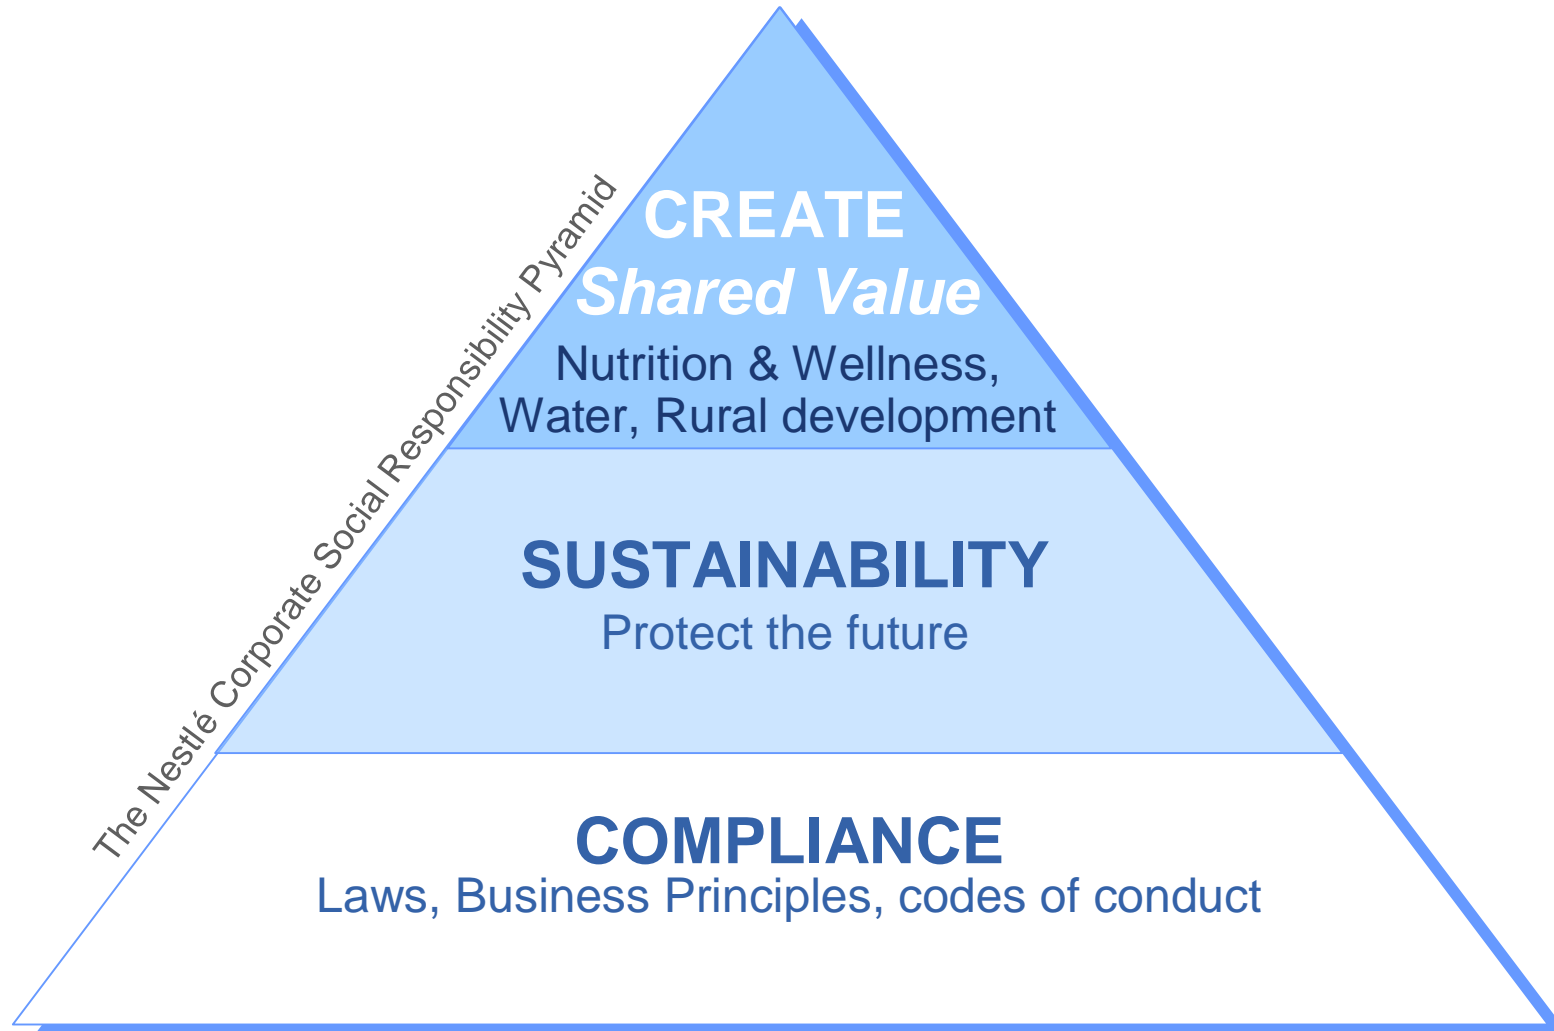 The Nestlé Corporate Social Responsibility Pyramid
CREATE
Shared Value
Nutrition & Wellness,
Water, Rural development
SUSTAINABILITY
Protect the future
COMPLIANCE
Laws, Business Principles, codes of conduct